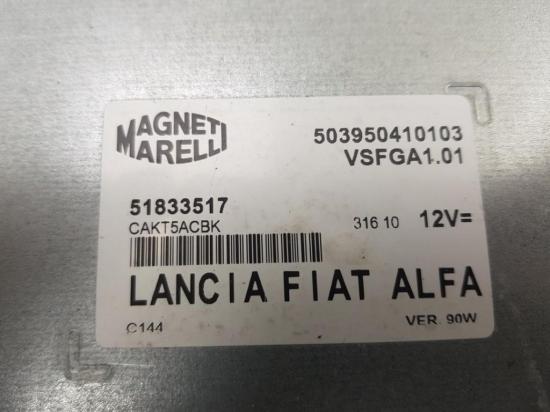 MAGNETI
MARELLI
503950410103
VSFGA1.01
51833517
CAKT5ACBK
316 10 12V=
LANCIA FIAT ALFA
C144
VER. 90W